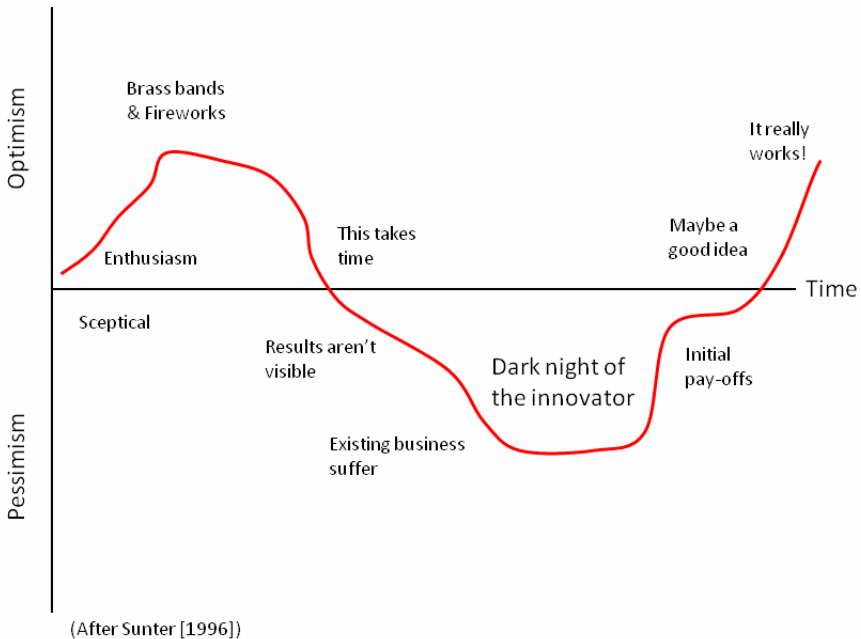 Optimism
Brass bands
& Fireworks
It really
works!
This takes
time
Maybe a
good idea
Enthusiasm
Time
Sceptical
Results aren't
visible
Dark night of
the innovator
Initial
pay-offs
Existing business
suffer
Pessimism
(After Sunter [1996])